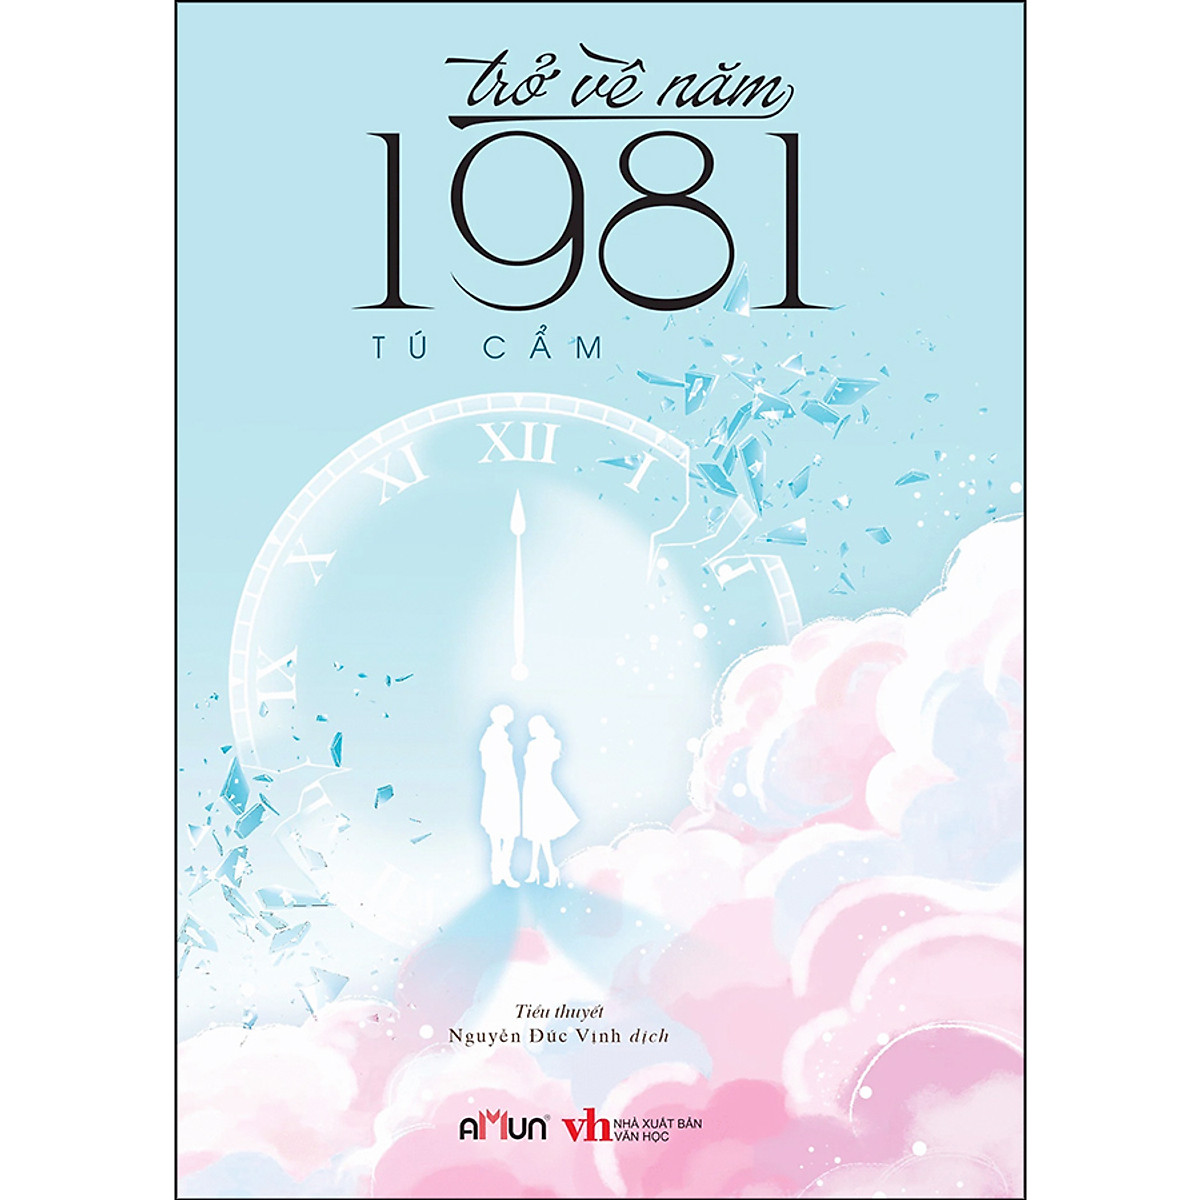 trở về năm
1981
TÚ CẨM
XII
XI
I
X
IX
Tiểu thuyết
Nguyễn Đức Vịnh dịch
AMUN®
vh NHÀ XUẤT BẢN
VĂN HỌC